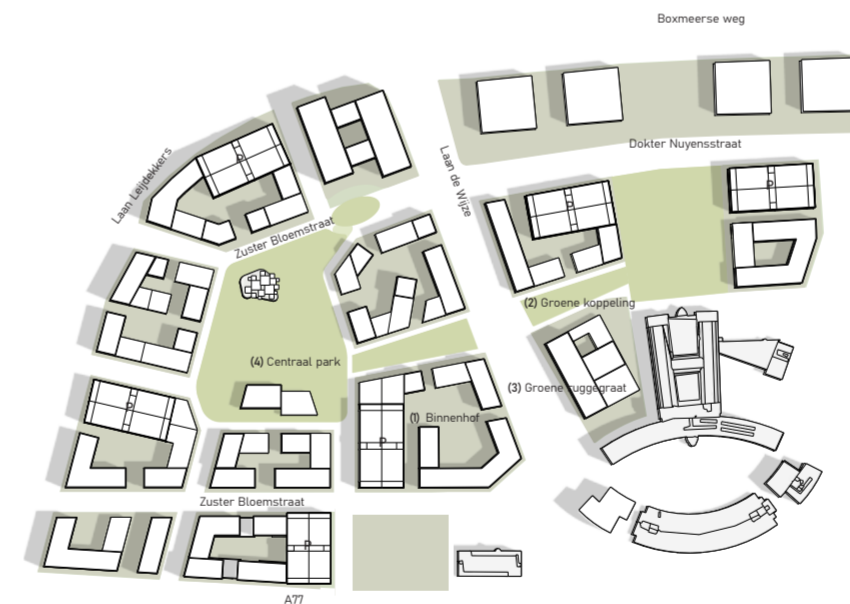 Boxmeerse weg
Dokter Nuyensstraat
Laan de Wijze
Laan Leijdekkers
P
P
P
Zuster Bloemstraat
(2) Groene koppeling
(4) Centraal park
(3) Groene ruggegraat
P
(1) Binnenhof
P
Zuster Bloemstraat
P
A77